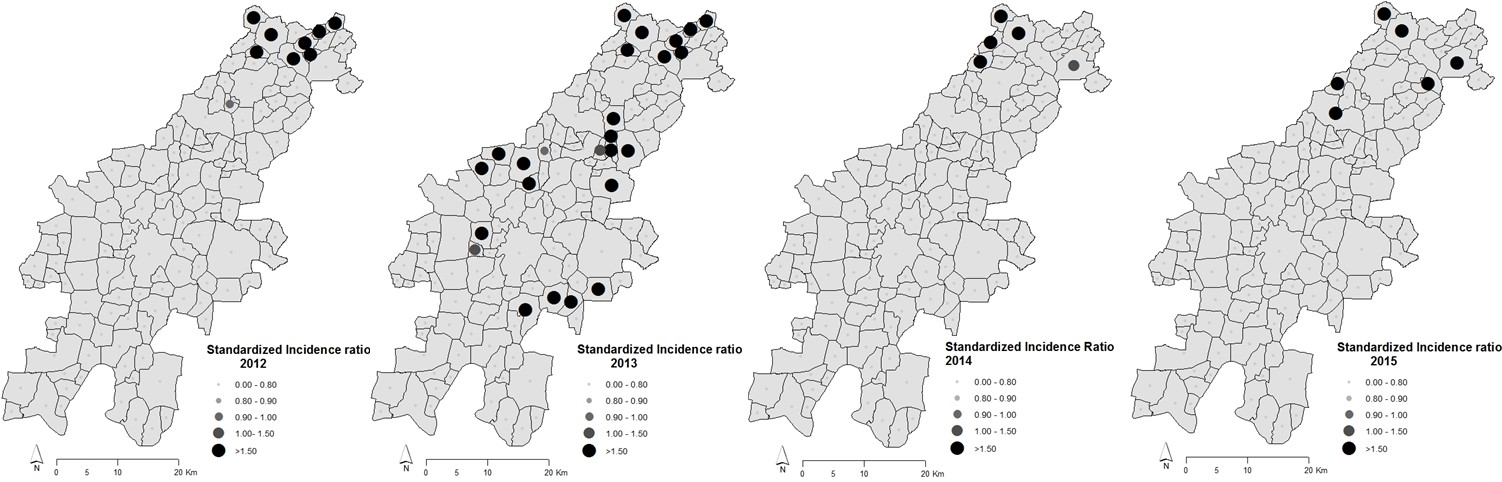 Standardized Incidence ratio
2012
0.00 - 0.80
0.80 - 0.90
0.90 - 1.00
1.00- 1.50
>1.50
N
0 5 10 20 Km
Standardized Incidence ratio
2013
0.00 - 0.80
0.80 - 0.90
0.90 - 1.00
1.00 - 1.50
>1.50
N
0 5 10 20 Km
Standardized Incidence Ratio
2014
0.00 - 0.80
0.80 - 0.90
0.90 - 1.00
1.00 - 1.50
>1.50
N
0 5 10 20 Km
Standardized Incidence ratio
2015
0.00 - 0.80
0.80 - 0.90
0.90 - 1.00
1.00 - 1.50
>1.50
N
0 5 10 20 Km